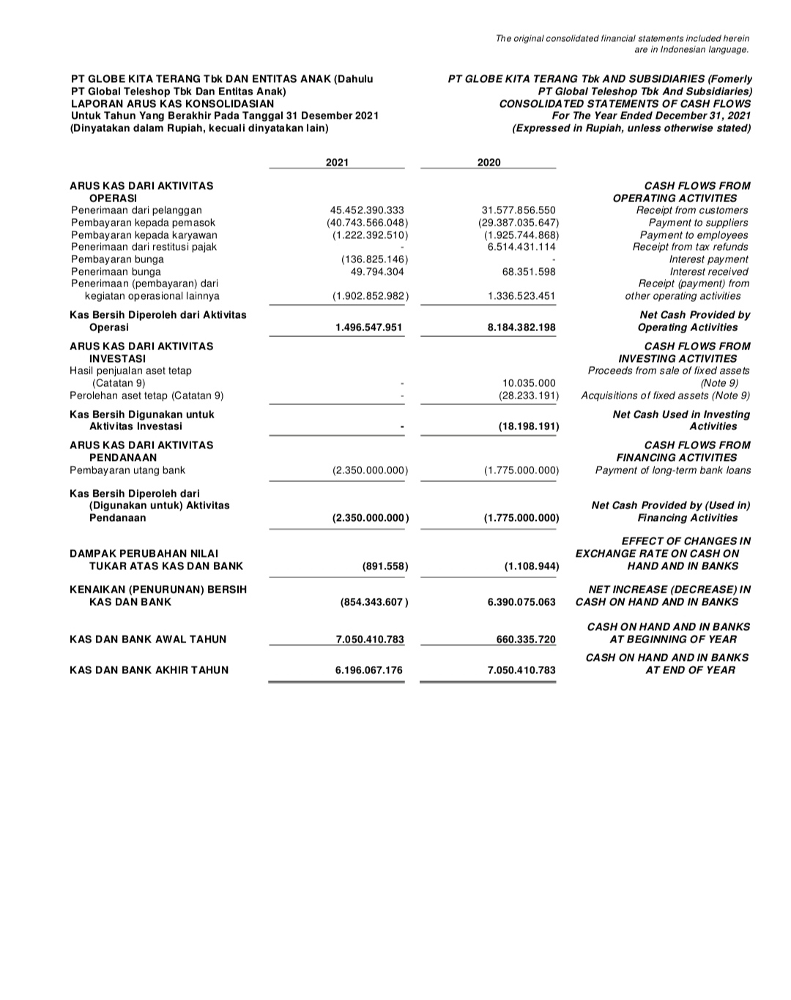 The original consolidated financial statements included herein
are in Indonesian language.
PT GLOBE KITA TERANG Tbk DAN ENTITAS ANAK (Dahulu
PT Global Teleshop Tbk Dan Entitas Anak)
LAPORAN ARUS KAS KONSOLIDASIAN
Untuk Tahun Yang Berakhir Pada Tanggal 31 Desember 2021
(Dinyatakan dalam Rupiah, kecuali dinyatakan lain)
PT GLOBE KITA TERANG Tbk AND SUBSIDIARIES (Fomerly
PT Global Teleshop Tbk And Subsidiaries)
CONSOLIDATED STATEMENTS OF CASH FLOWS
For The Year Ended December 31, 2021
(Expressed in Rupiah, unless otherwise stated)
2021 2020
ARUS KAS DARI AKTIVITAS CASH FLOWS FROM
OPERASI OPERATING ACTIVITIES
Penerimaan dari pelanggan 45.452.390.333 31.577.856.550 Receipt from customers
Pembayaran kepada pemasok (40.743.566.048) (29.387.035.647) Payment to suppliers
Pembayaran kepada karyawan (1.222.392.510) (1.925.744.868) Payment to employees
Penerimaan dari restitusi pajak - 6.514.431.114 Receipt from tax refunds
Pembayaran bunga (136.825.146) - Interest payment
Penerimaan bunga 49.794.304 68.351.598 Interest received
Penerimaan (pembayaran) dari Receipt (payment) from
kegiatan operasional lainnya (1.902.852.982) 1.336.523.451 other operating activities
Kas Bersih Diperoleh dari Aktivitas Net Cash Provided by
Operasi 1.496.547.951 8.184.382.198 Operating Activities
ARUS KAS DARI AKTIVITAS CASH FLOWS FROM
INVESTASI INVESTING ACTIVITIES
Hasil penjualan aset tetap Proceeds from sale of fixed assets
(Catatan 9) - 10.035.000 (Note 9)
Perolehan aset tetap (Catatan 9) - (28.233.191) Acquisitions of fixed assets (Note 9)
Kas Bersih Digunakan untuk Net Cash Used in Investing
Aktivitas Investasi - (18.198.191) Activities
ARUS KAS DARI AKTIVITAS CASH FLOWS FROM
PENDANAAN FINANCING ACTIVITIES
Pembayaran utang bank (2.350.000.000) (1.775.000.000) Payment of long-term bank loans
Kas Bersih Diperoleh dari
(Digunakan untuk) Aktivitas Net Cash Provided by (Used in)
Pendanaan (2.350.000.000) (1.775.000.000) Financing Activities
EFFECT OF CHANGES IN
DAMPAK PERUBAHAN NILAI EXCHANGE RATE ON CASH ON
TUKAR ATAS KAS DAN BANK (891.558) (1.108.944) HAND AND IN BANKS
KENAIKAN (PENURUNAN) BERSIH NET INCREASE (DECREASE) IN
KAS DAN BANK (854.343.607) 6.390.075.063 CASH ON HAND AND IN BANKS
CASH ON HAND AND IN BANKS
KAS DAN BANK AWAL TAHUN 7.050.410.783 660.335.720 AT BEGINNING OF YEAR
CASH ON HAND AND IN BANKS
KAS DAN BANK AKHIR TAHUN 6.196.067.176 7.050.410.783 AT END OF YEAR